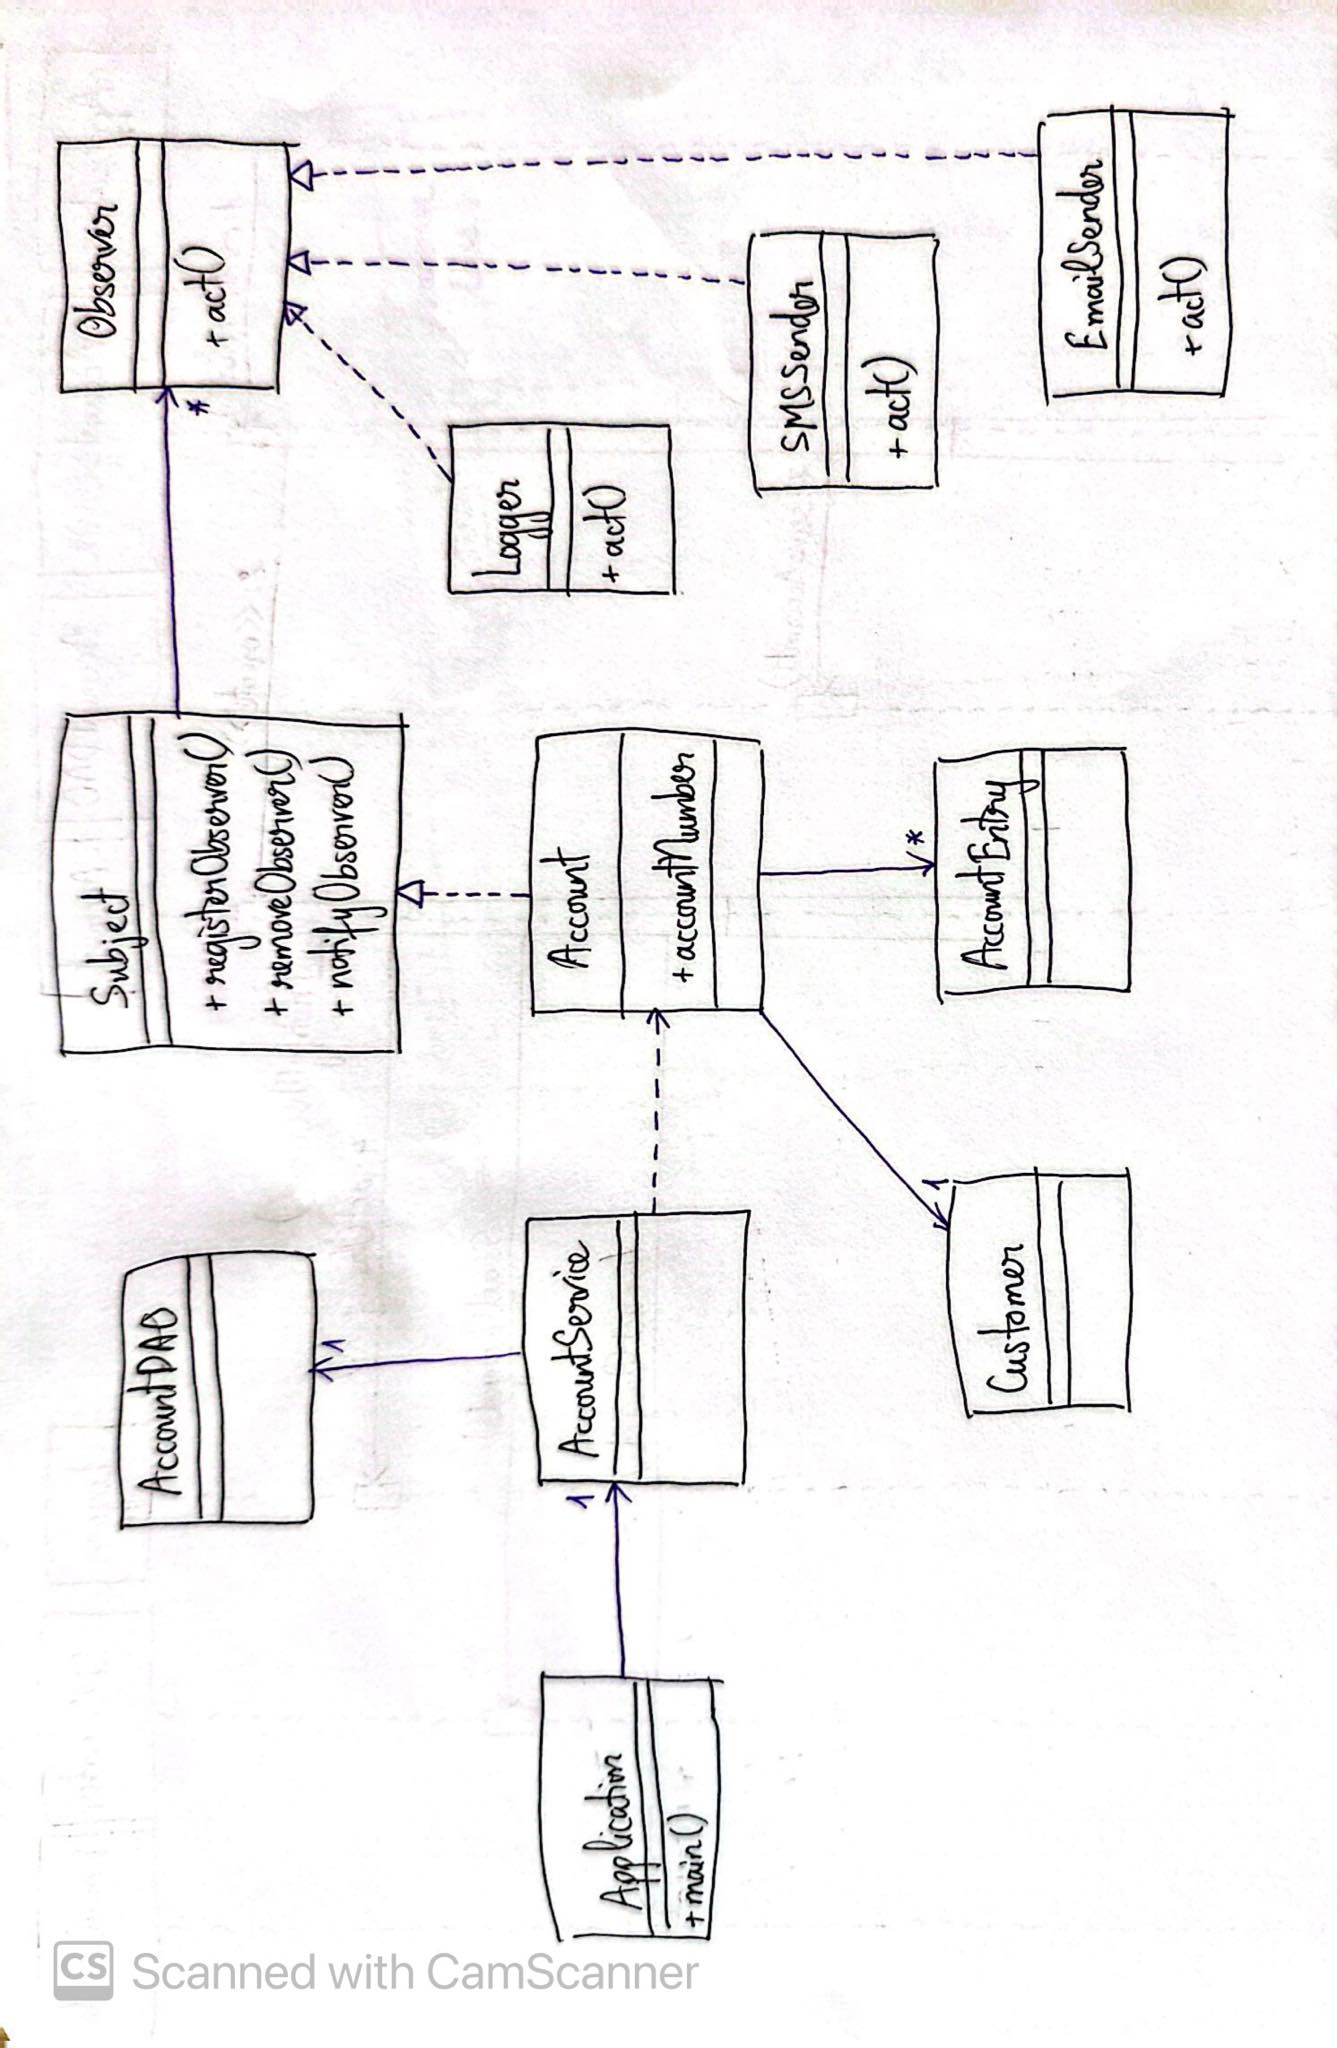 Observer
+ act()
Subject
+ registerObserver()
+ removeObserver()
+ notifyObserver()
*
AccountDAO
1
Logger
+ act()
SMSSender
+ act()
EmailSender
+ act()
Account
+ accountNumber
AccountService
1
Application
+ main()
AccountEntry
*
Customer
1
CS Scanned with CamScanner